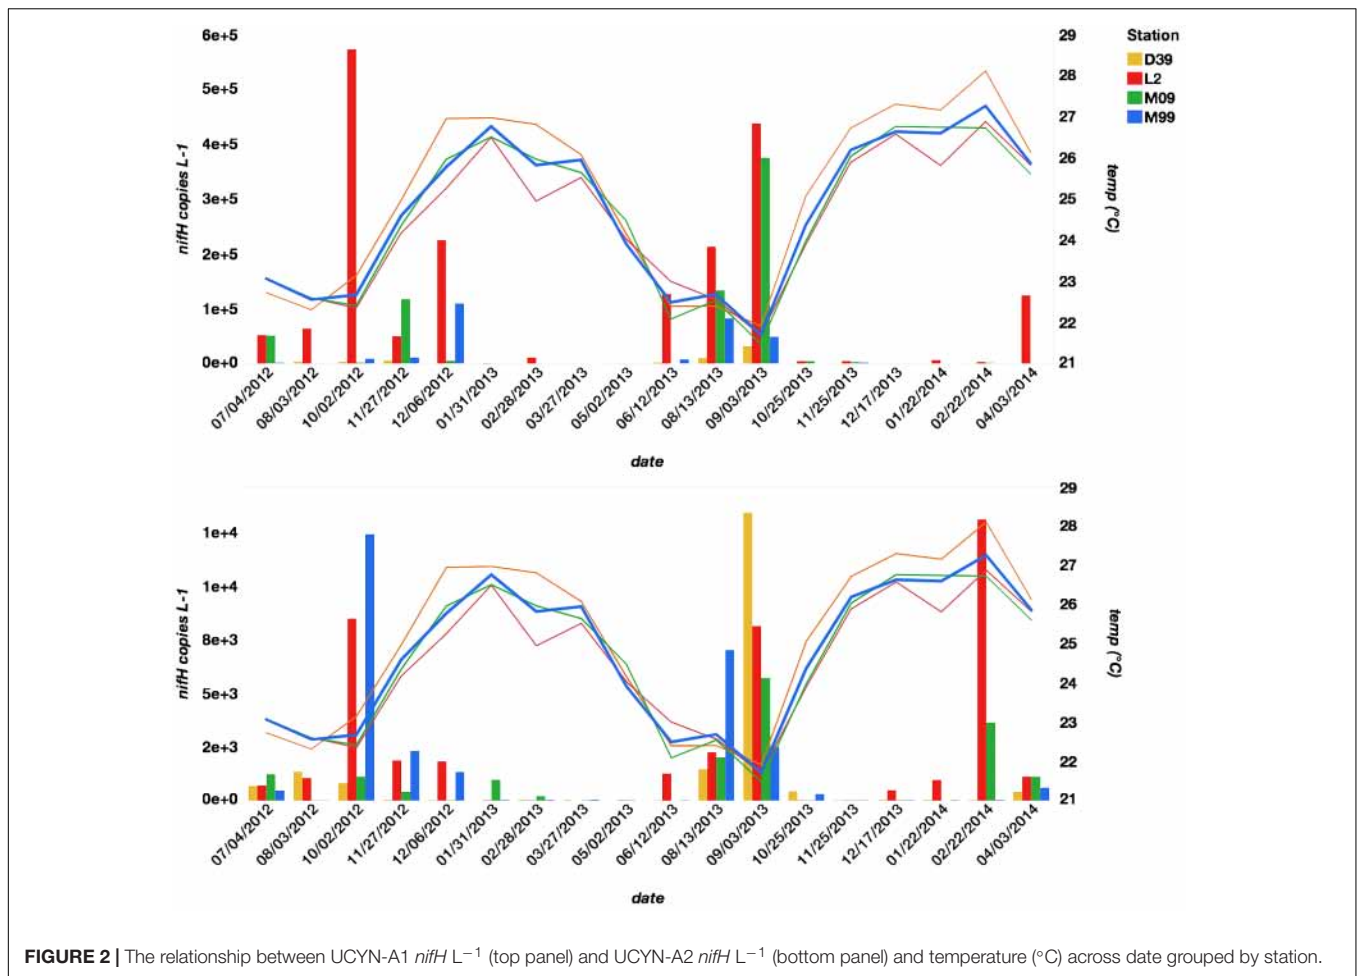 6e+5
5e+5
4e+5
3e+5
2e+5
1e+5
0e+0
nifH copies L-1
29
28
27
26
25
24
23
22
21
temp (°C)
Station
D39
L2
M09
M99
07/04/2012
08/03/2012
10/02/2012
11/27/2012
12/06/2012
01/31/2013
02/28/2013
03/27/2013
05/02/2013
06/12/2013
08/13/2013
09/03/2013
10/25/2013
11/25/2013
12/17/2013
01/22/2014
02/22/2014
04/03/2014
date
1e+4
1e+4
8e+3
5e+3
2e+3
0e+0
nifH copies L-1
29
28
27
26
25
24
23
22
21
temp (°C)
07/04/2012
08/03/2012
10/02/2012
11/27/2012
12/06/2012
01/31/2013
02/28/2013
03/27/2013
05/02/2013
06/12/2013
08/13/2013
09/03/2013
10/25/2013
11/25/2013
12/17/2013
01/22/2014
02/22/2014
04/03/2014
date
FIGURE 2 | The relationship between UCYN-A1 nifH L⁻¹ (top panel) and UCYN-A2 nifH L⁻¹ (bottom panel) and temperature (°C) across date grouped by station.